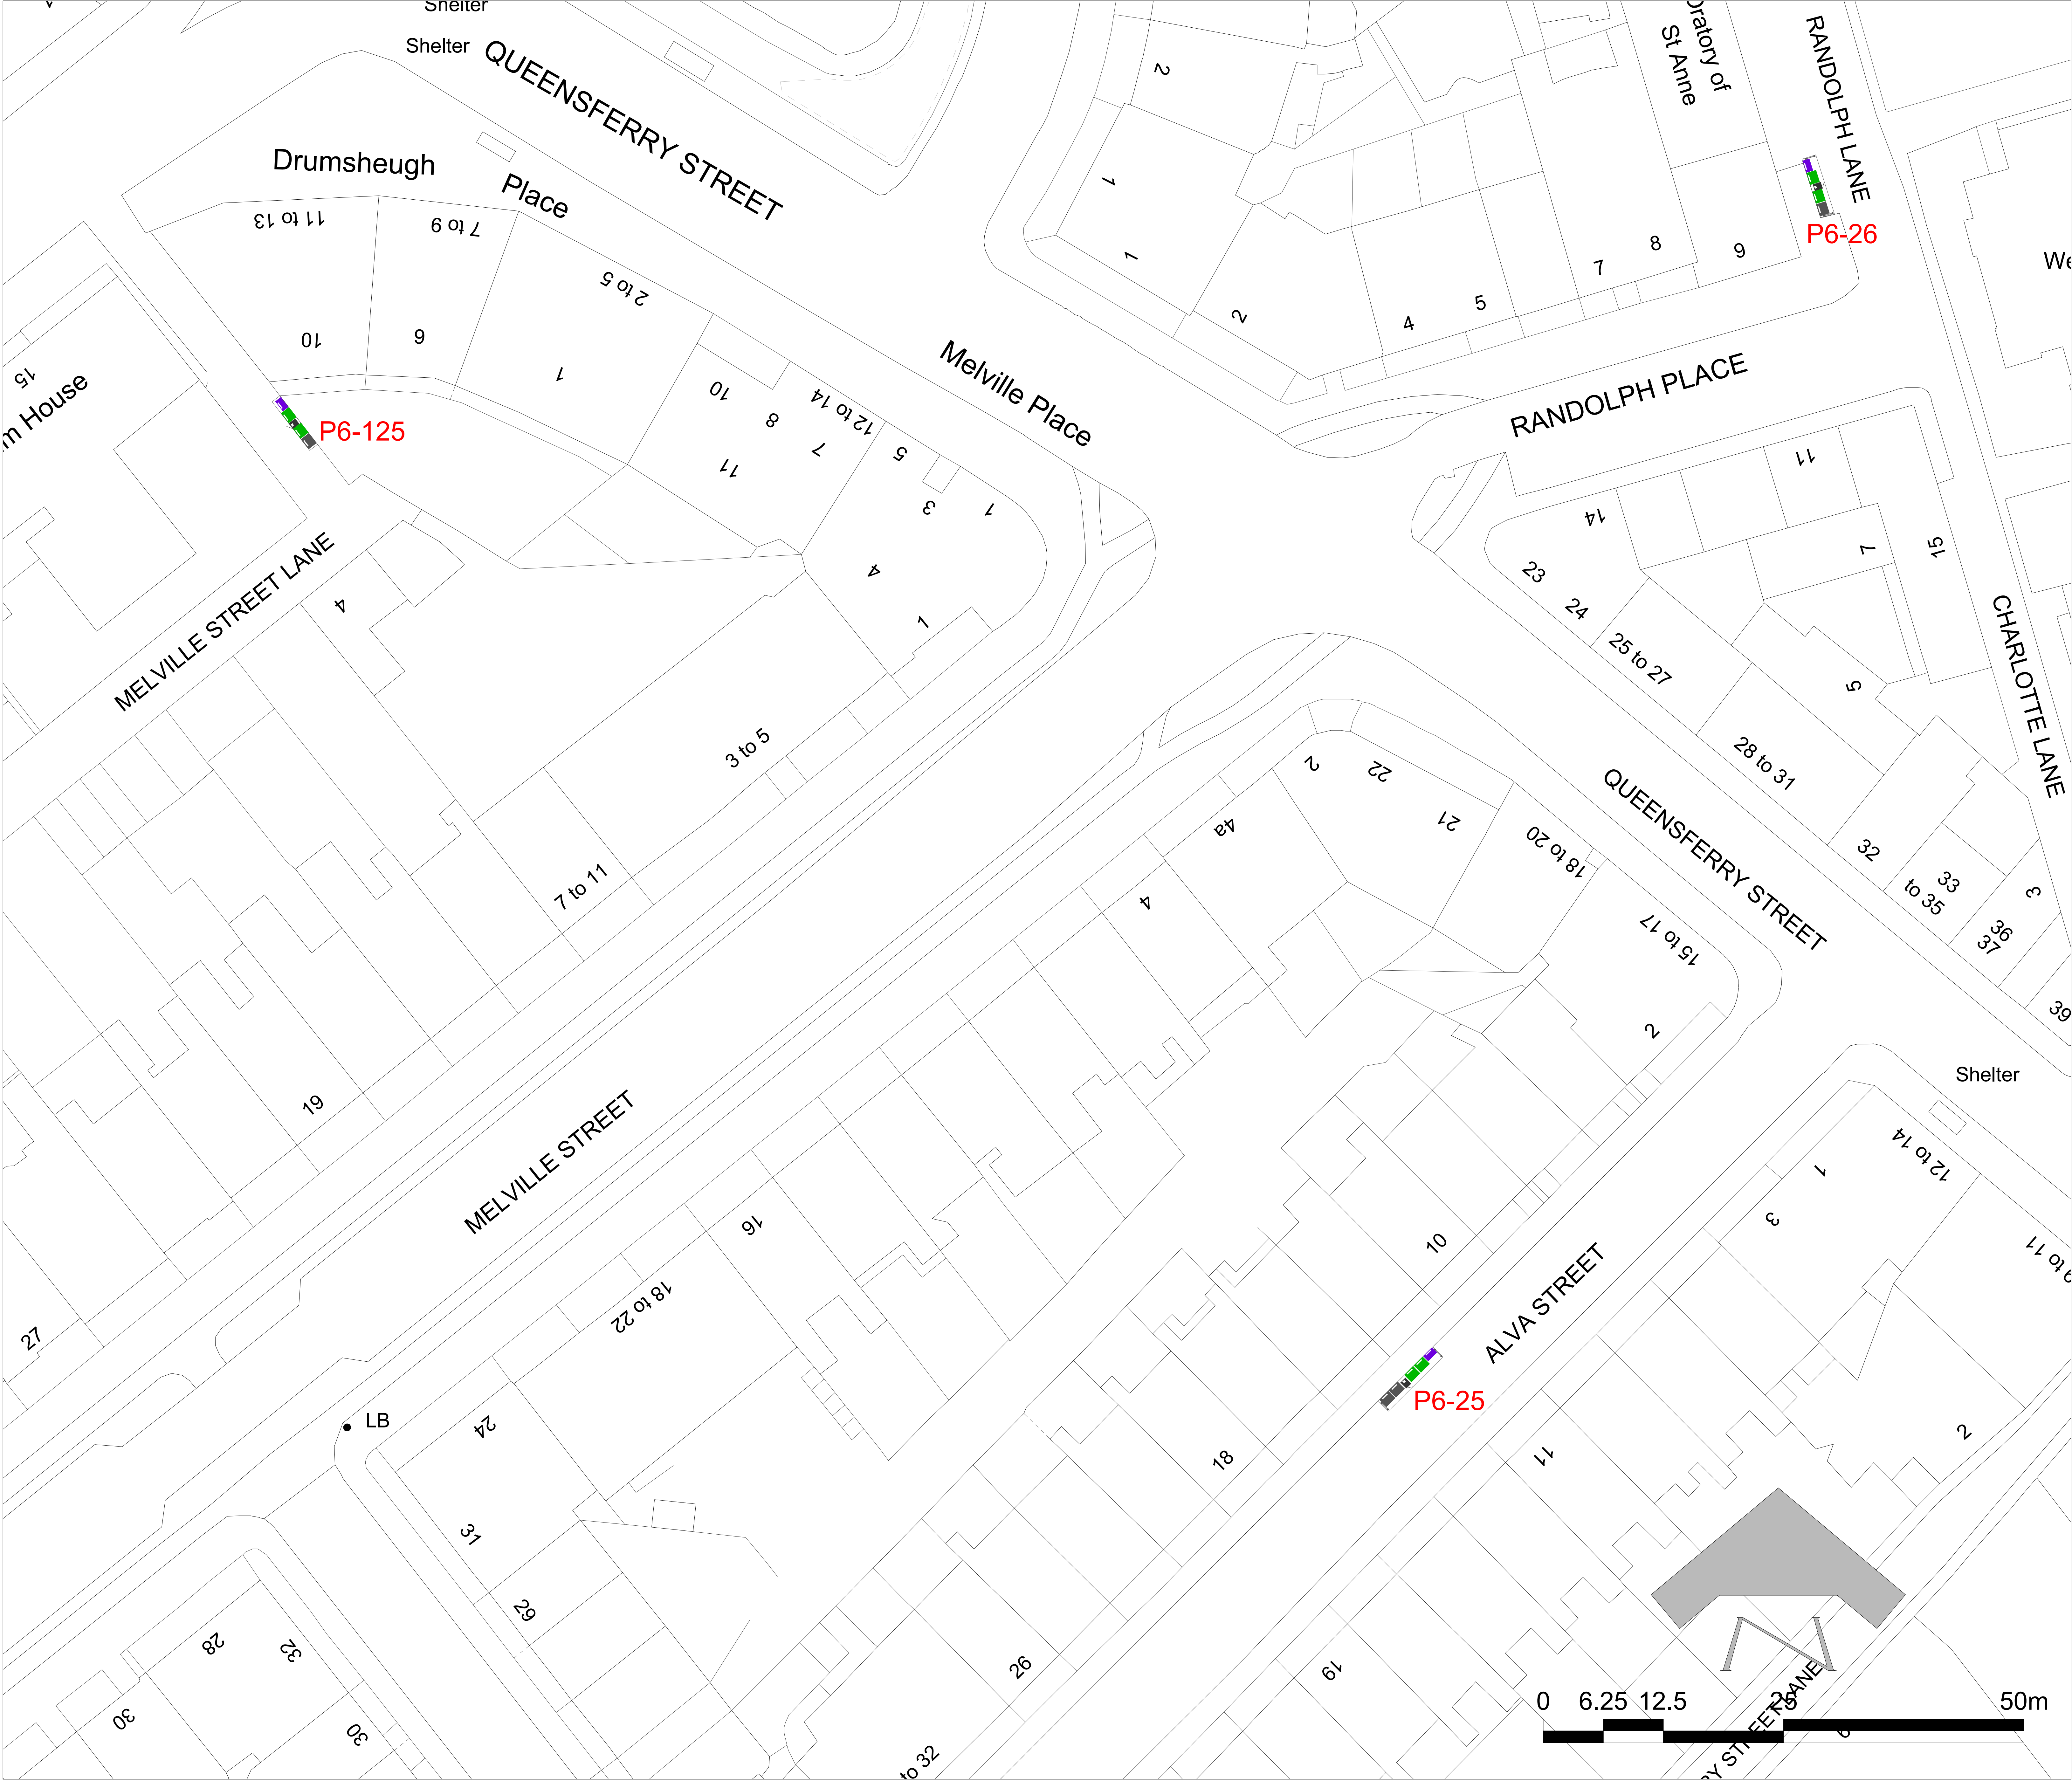 Shelter
Shelter
QUEENSFERRY STREET
Drumsheugh
Place
11 to 13
7 to 9
2 to 5
10
9
1
10
8
7
12 to 14
11
5
3
1
4
1
15
m House
P6-125
MELVILLE STREET LANE
4
Melville Place
2
1
1
2
4
5
7
8
9
Oratory of
St Anne
RANDOLPH LANE
P6-26
We
RANDOLPH PLACE
11
14
15
7
5
23
24
25 to 27
28 to 31
32
33
to 35
36
37
3
39
CHARLOTTE LANE
QUEENSFERRY STREET
3 to 5
7 to 11
19
27
MELVILLE STREET
2
22
21
18 to 20
15 to 17
2
4a
4
16
18 to 22
24
31
29
LB
28
32
30
30
Shelter
12 to 14
1
3
9 to 11
2
10
ALVA STREET
P6-25
18
11
26
19
to 32
N
RY STREET LANE
6
0 6.25 12.5 25 50m